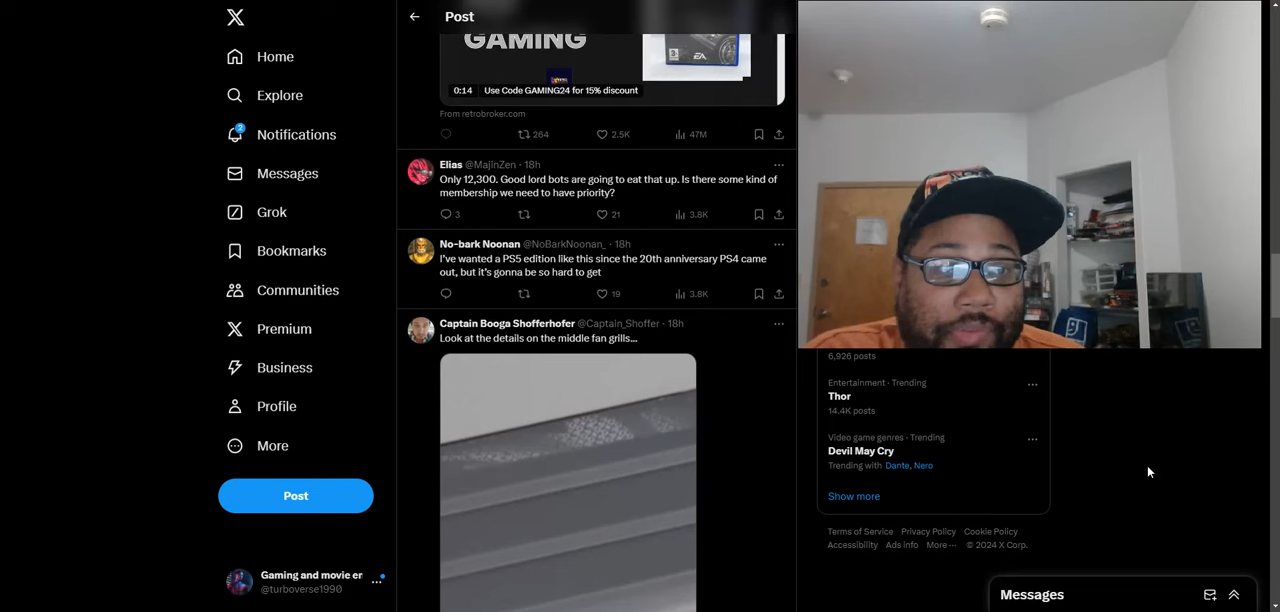 X
Home
Explore
2
Notifications
Messages
Grok
Bookmarks
Communities
Premium
Business
Profile
More
Post
Gaming and movie er
@turboverse1990
Post
GAMING
3
EA
0:14 Use Code GAMING24 for 15% discount
From retrobroker.com
264 2.5K 47M
Elias @MajinZen · 18h
Only 12,300. Good lord bots are going to eat that up. Is there some kind of
membership we need to have priority?
3 21 3.8K
No-bark Noonan @NoBarkNoonan_ · 18h
I've wanted a PS5 edition like this since the 20th anniversary PS4 came
out, but it's gonna be so hard to get
19 3.8K
Captain Booga Shofferhofer @Captain_Shoffer · 18h
Look at the details on the middle fan grills...
6,926 posts
Entertainment · Trending
Thor
14.4K posts
Video game genres · Trending
Devil May Cry
Trending with Dante, Nero
Show more
Terms of Service Privacy Policy Cookie Policy
Accessibility Ads info More ··· © 2024 X Corp.
Messages